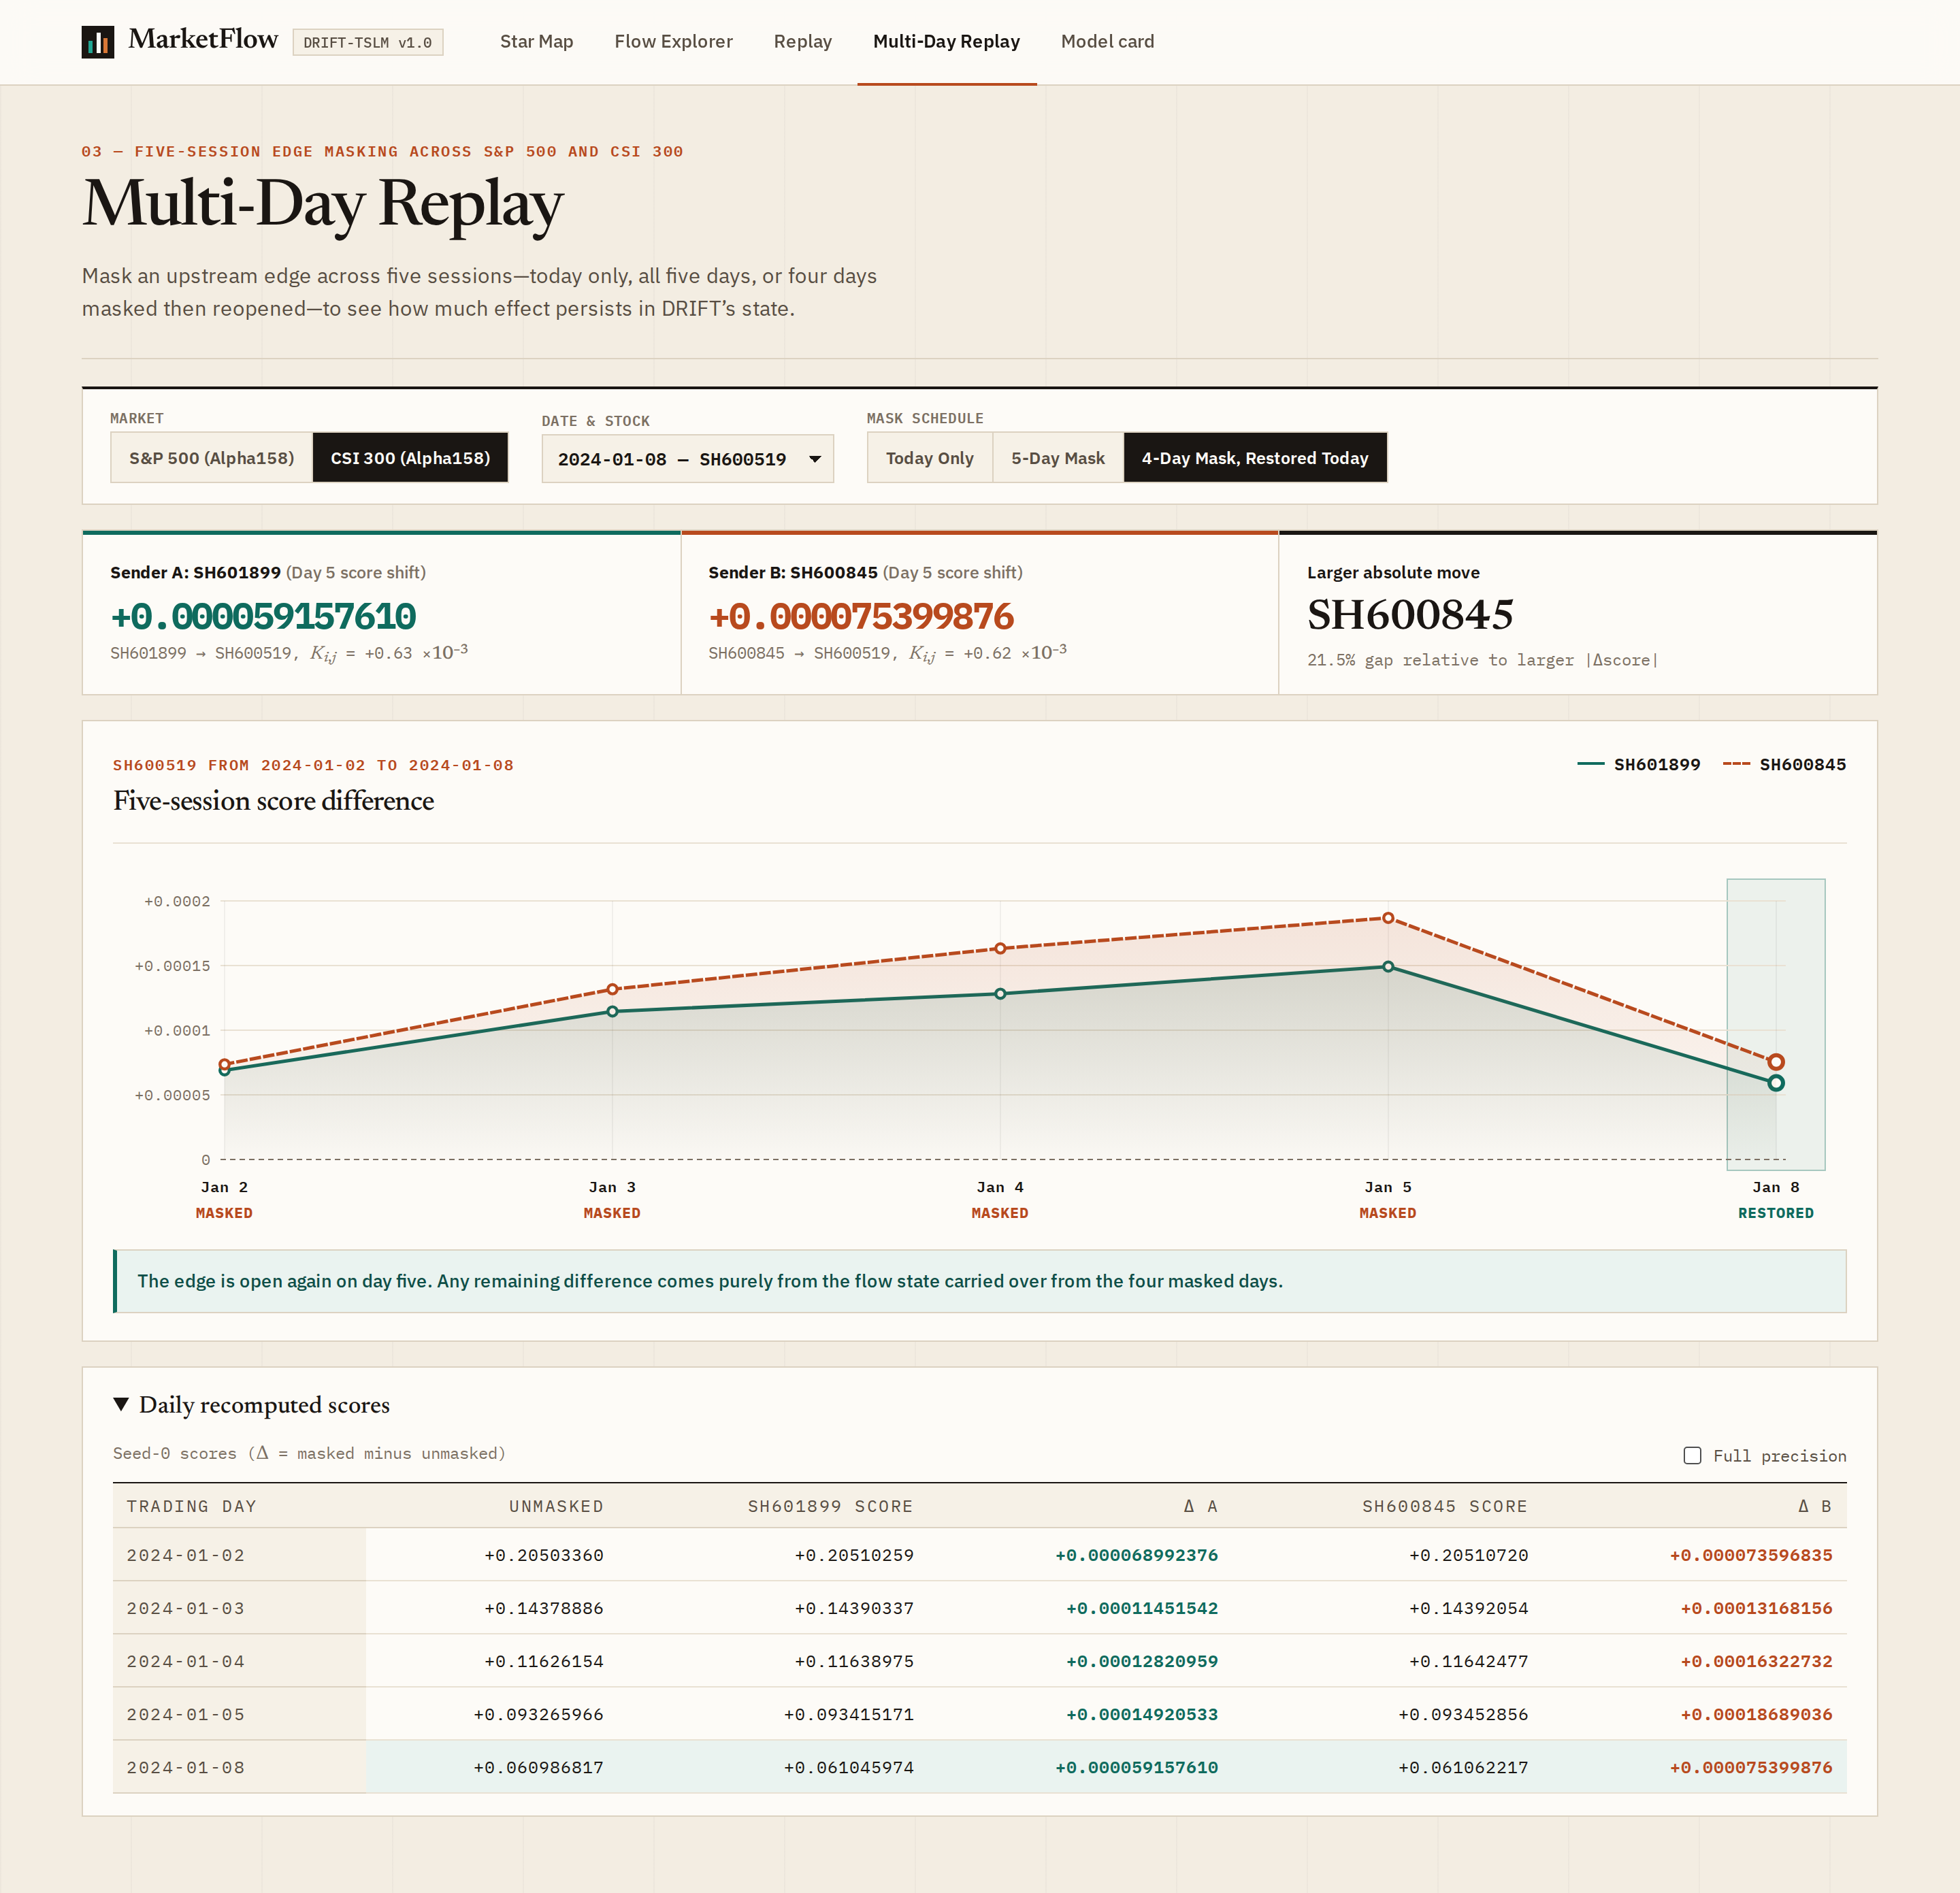 MarketFlow DRIFT-TSLM v1.0 Star Map Flow Explorer Replay Multi-Day Replay Model card
03 — FIVE-SESSION EDGE MASKING ACROSS S&P 500 AND CSI 300
Multi-Day Replay
Mask an upstream edge across five sessions—today only, all five days, or four days
masked then reopened—to see how much effect persists in DRIFT’s state.
MARKET
S&P 500 (Alpha158) CSI 300 (Alpha158)
DATE & STOCK
2024-01-08 — SH600519
MASK SCHEDULE
Today Only 5-Day Mask 4-Day Mask, Restored Today
Sender A: SH601899 (Day 5 score shift)
+0.000059157610
SH601899 → SH600519, K_{i,j} = +0.63 ×10⁻³
Sender B: SH600845 (Day 5 score shift)
+0.000075399876
SH600845 → SH600519, K_{i,j} = +0.62 ×10⁻³
Larger absolute move
SH600845
21.5% gap relative to larger |Δscore|
SH600519 FROM 2024-01-02 TO 2024-01-08
Five-session score difference
SH601899 SH600845
+0.0002
+0.00015
+0.0001
+0.00005
0
Jan 2 Jan 3 Jan 4 Jan 5 Jan 8
MASKED MASKED MASKED MASKED RESTORED
The edge is open again on day five. Any remaining difference comes purely from the flow state carried over from the four masked days.
▼ Daily recomputed scores
Seed-0 scores (Δ = masked minus unmasked) Full precision
TRADING DAY UNMASKED SH601899 SCORE Δ A SH600845 SCORE Δ B
2024-01-02 +0.20503360 +0.20510259 +0.000068992376 +0.20510720 +0.000073596835
2024-01-03 +0.14378886 +0.14390337 +0.00011451542 +0.14392054 +0.00013168156
2024-01-04 +0.11626154 +0.11638975 +0.00012820959 +0.11642477 +0.00016322732
2024-01-05 +0.093265966 +0.093415171 +0.00014920533 +0.093452856 +0.00018689036
2024-01-08 +0.060986817 +0.061045974 +0.000059157610 +0.061062217 +0.000075399876